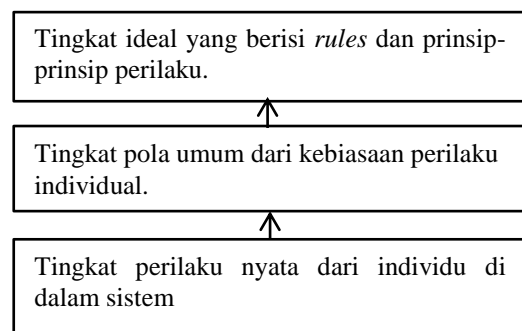 Tingkat ideal yang berisi rules dan prinsip-
prinsip perilaku.
Tingkat pola umum dari kebiasaan perilaku
individual.
Tingkat perilaku nyata dari individu di
dalam sistem